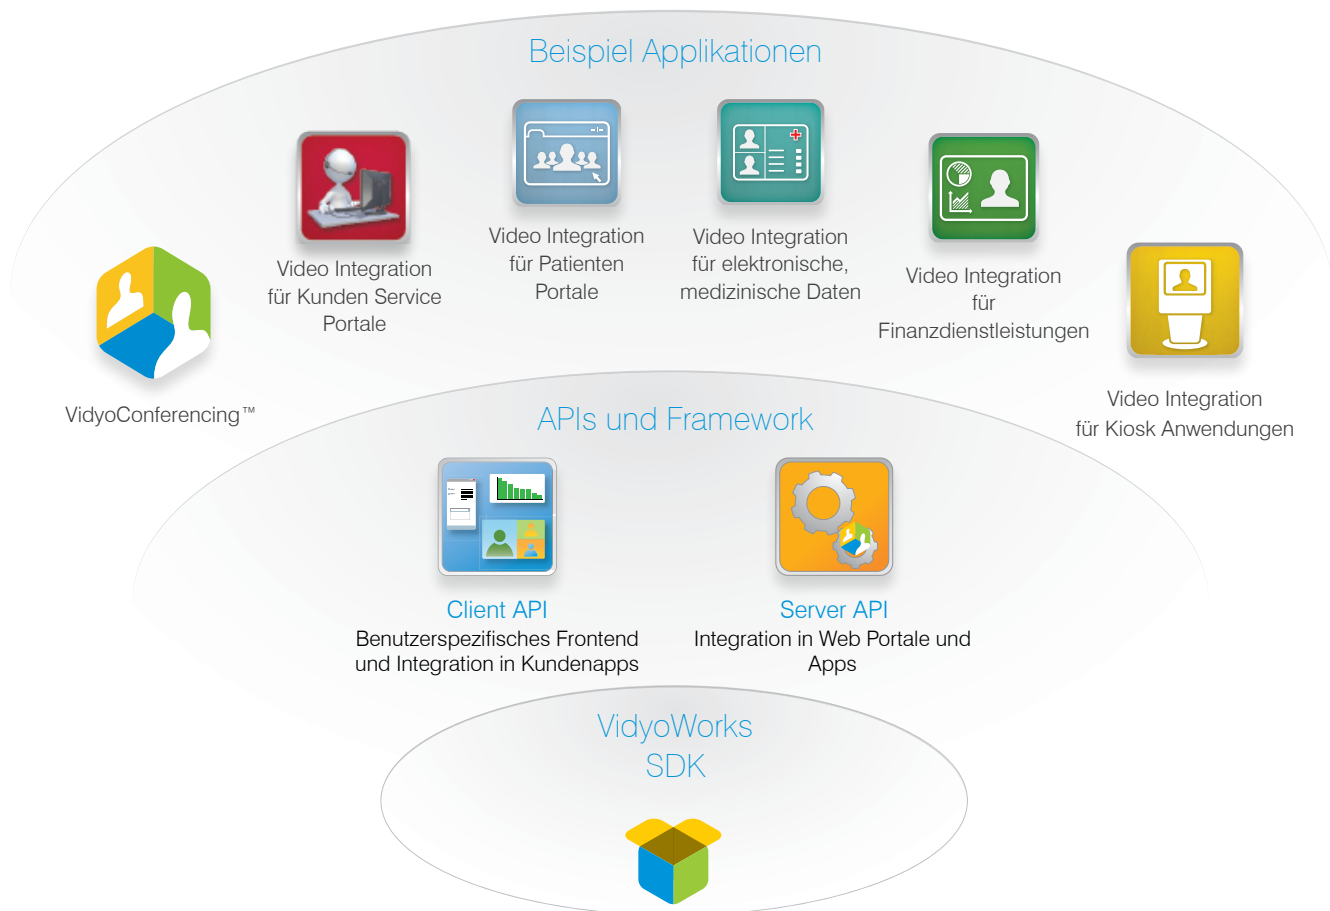 Beispiel Applikationen
Video Integration
für Kunden Service
Portale
Video Integration
für Patienten
Portale
Video Integration
für elektronische,
medizinische Daten
Video Integration
für
Finanzdienstleistungen
Video Integration
für Kiosk Anwendungen
VidyoConferencing™
APIs und Framework
Client API
Benutzerspezifisches Frontend
und Integration in Kundenapps
Server API
Integration in Web Portale und
Apps
VidyoWorks
SDK